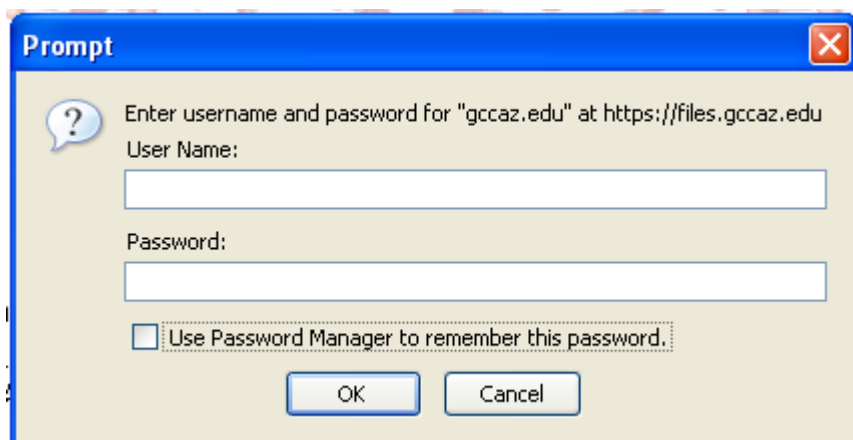 Prompt
Enter username and password for "gccaz.edu" at https://files.gccaz.edu
User Name:
Password:
Use Password Manager to remember this password.
OK
Cancel